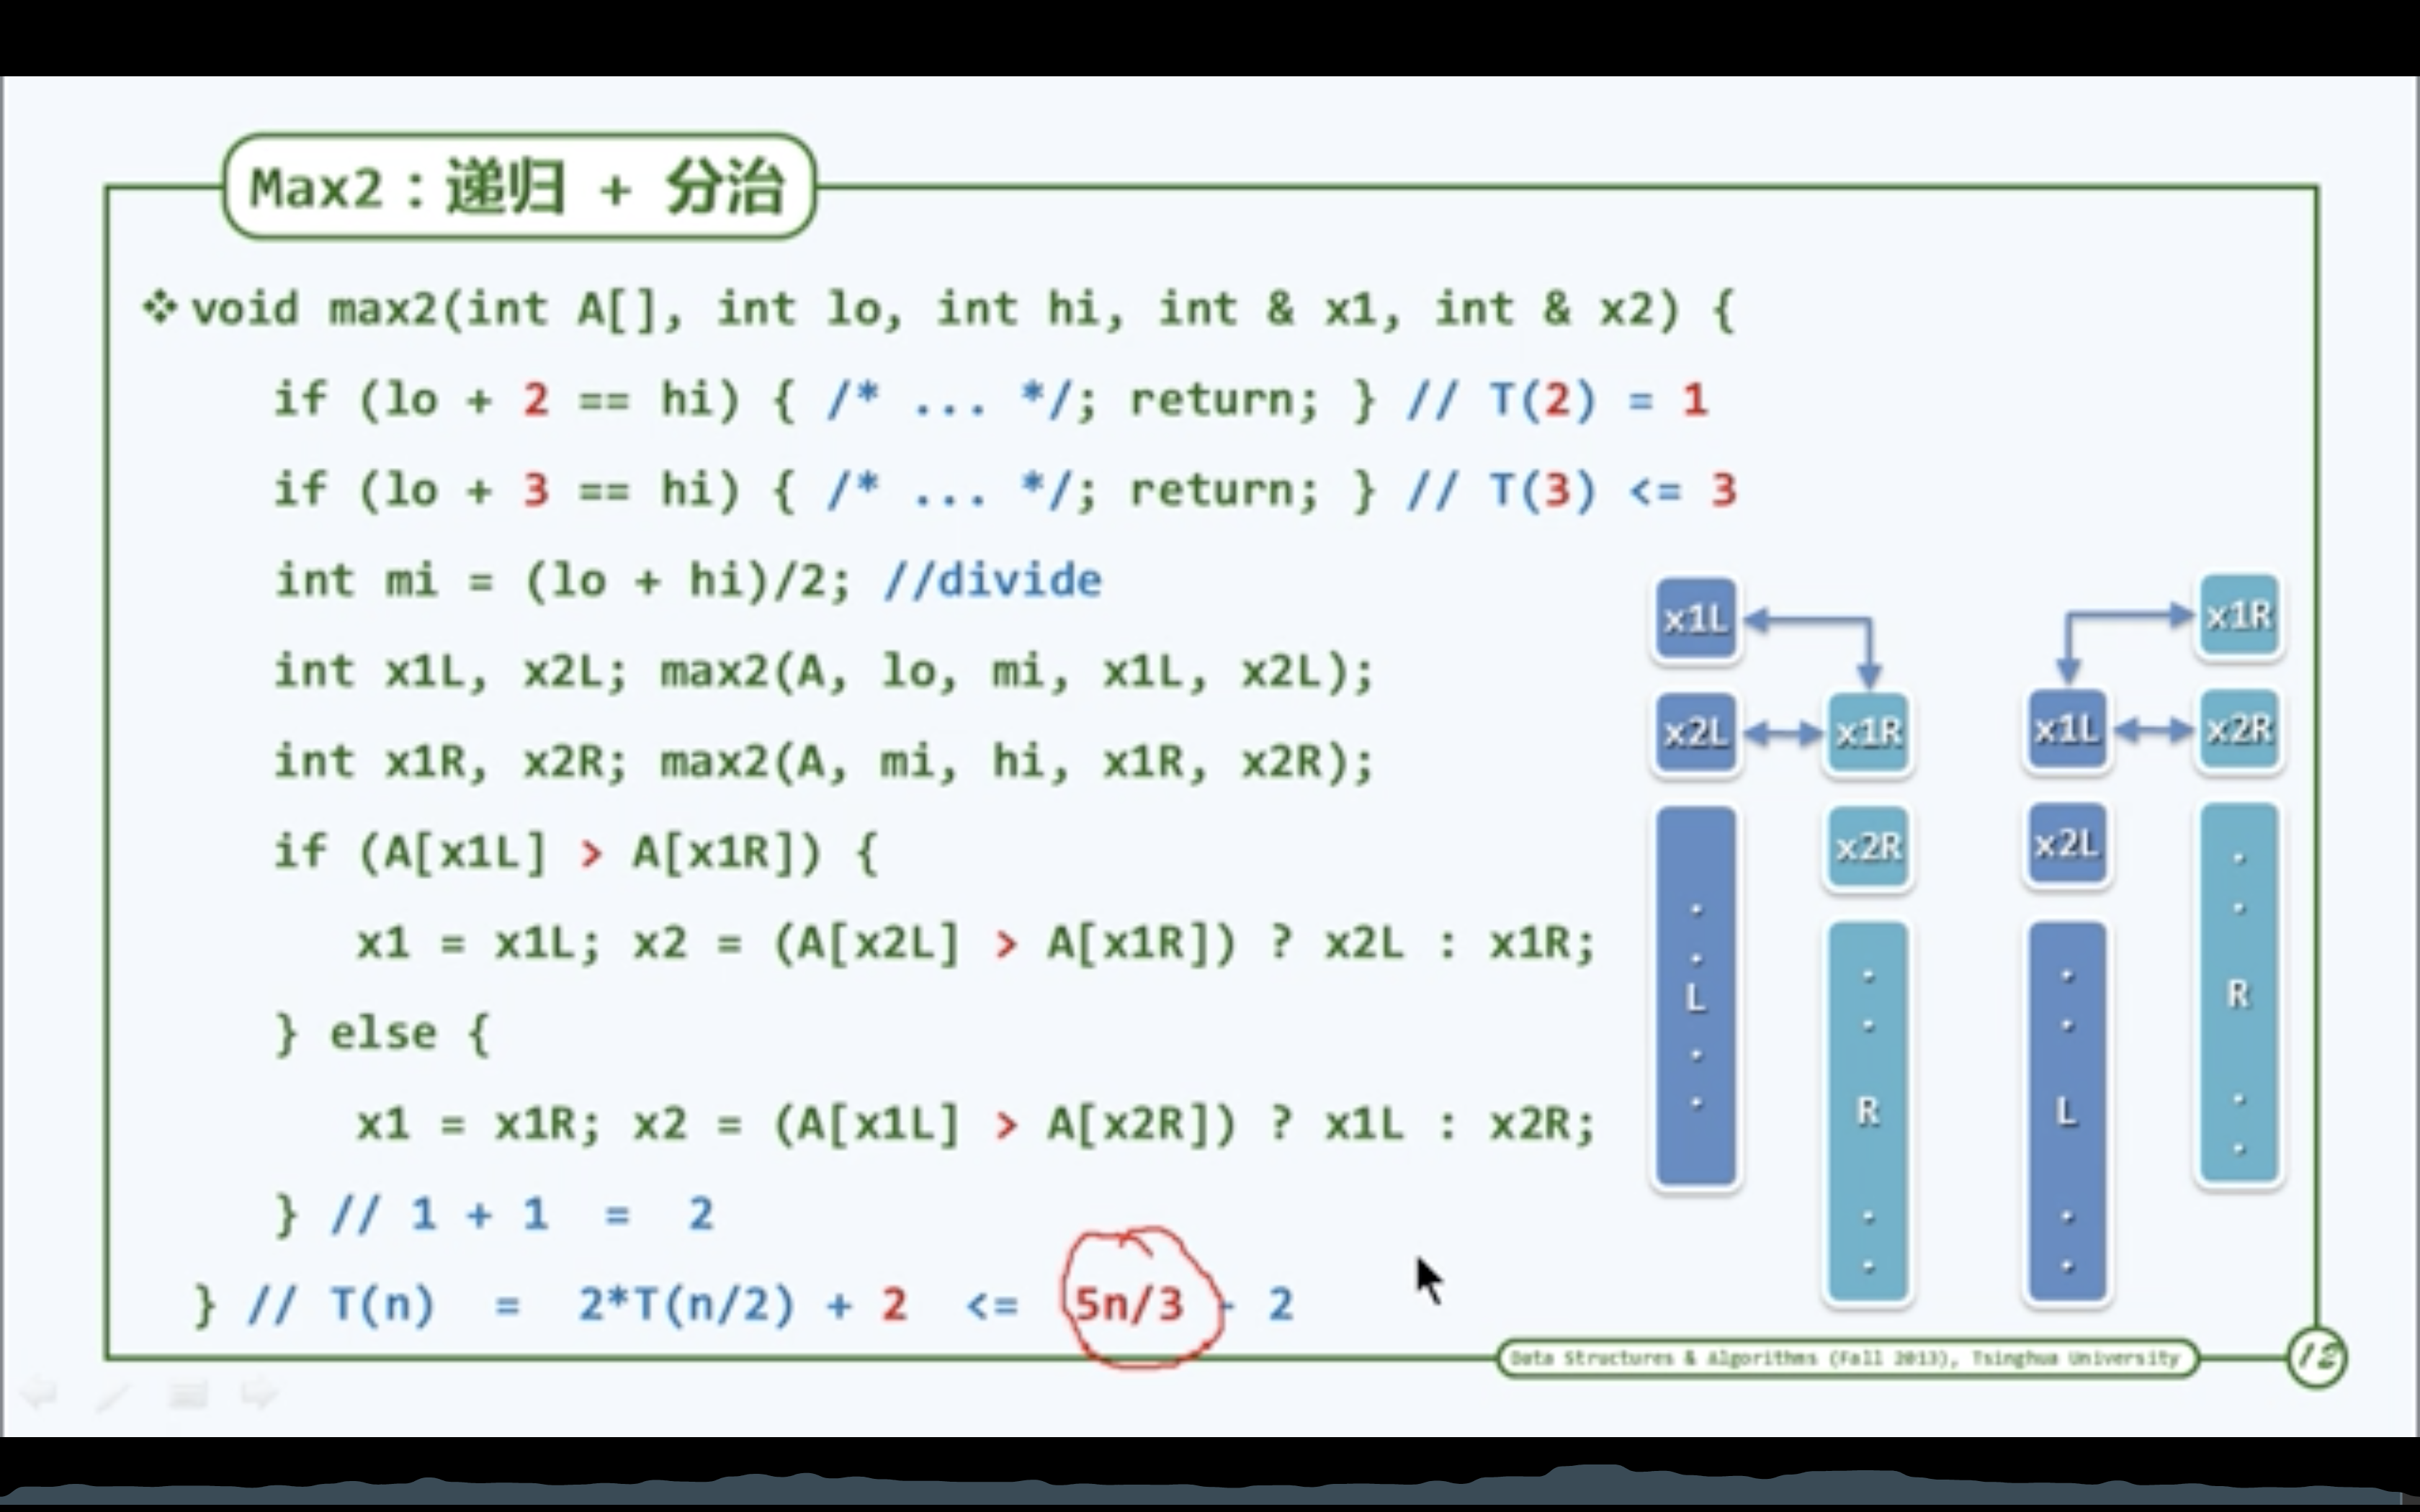 Max2：递归 + 分治
void max2(int A[], int lo, int hi, int & x1, int & x2) {
if (lo + 2 == hi) { /* ... */; return; } // T(2) = 1
if (lo + 3 == hi) { /* ... */; return; } // T(3) <= 3
int mi = (lo + hi)/2; //divide
int x1L, x2L; max2(A, lo, mi, x1L, x2L);
int x1R, x2R; max2(A, mi, hi, x1R, x2R);
if (A[x1L] > A[x1R]) {
x1 = x1L; x2 = (A[x2L] > A[x1R]) ? x2L : x1R;
} else {
x1 = x1R; x2 = (A[x1L] > A[x2R]) ? x1L : x2R;
} // 1 + 1 = 2
} // T(n) = 2*T(n/2) + 2 <= 5n/3 - 2
x1L x1R
x2L x1R x1L x2R
x2R x2L
L R
R L
Data Structures & Algorithms (Fall 2013), Tsinghua University
12